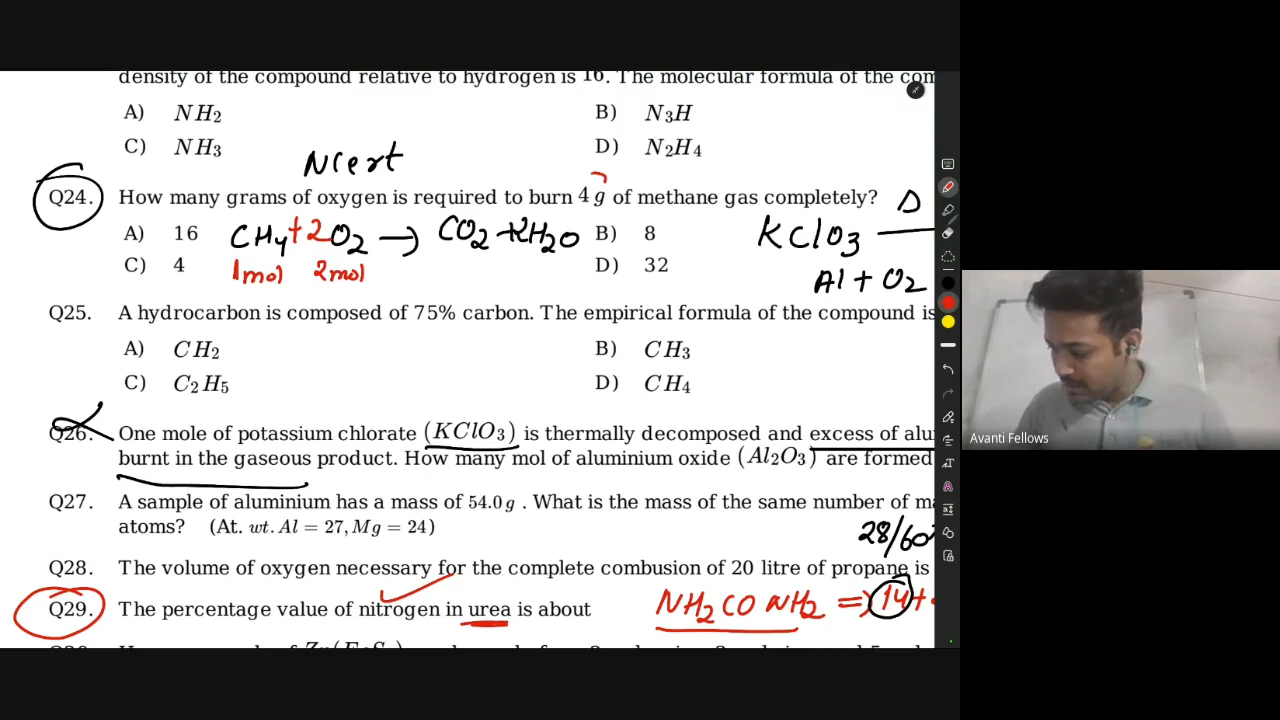 density of the compound relative to hydrogen is 16. The molecular formula of the com
A) NH2 B) N3H
C) NH3 D) N2H4
Ncert
Q24. How many grams of oxygen is required to burn 4 g of methane gas completely?
A) 16 B) 8
C) 4 D) 32
CH4 + 2O2 → CO2 + 2H2O
1mol 2mol
Δ
KClO3
Al + O2
Q25. A hydrocarbon is composed of 75% carbon. The empirical formula of the compound is
A) CH2 B) CH3
C) C2H5 D) CH4
Q26. One mole of potassium chlorate (KClO3) is thermally decomposed and excess of alu
burnt in the gaseous product. How many mol of aluminium oxide (Al2O3) are formed
Q27. A sample of aluminium has a mass of 54.0 g . What is the mass of the same number of ma
atoms? (At. wt. Al = 27, Mg = 24)
28/60
Q28. The volume of oxygen necessary for the complete combusion of 20 litre of propane is
Q29. The percentage value of nitrogen in urea is about
NH2 CO NH2 ⇒ 14 +
Avanti Fellows